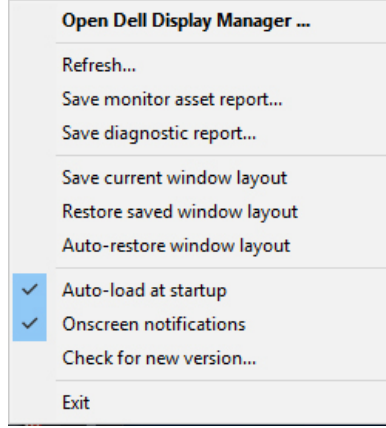 Open Dell Display Manager ...
Refresh...
Save monitor asset report...
Save diagnostic report...
Save current window layout
Restore saved window layout
Auto-restore window layout
Auto-load at startup
Onscreen notifications
Check for new version...
Exit